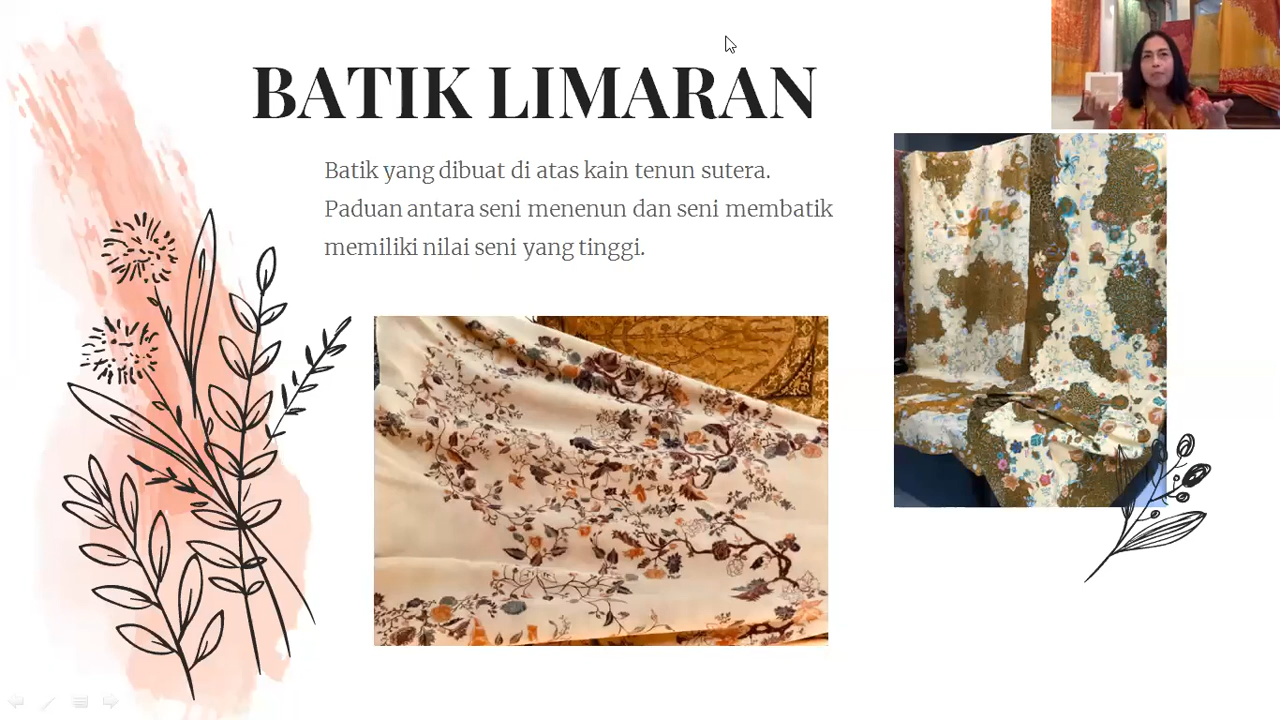 BATIK LIMARAN
Batik yang dibuat di atas kain tenun sutera.
Paduan antara seni menenun dan seni membatik
memiliki nilai seni yang tinggi.